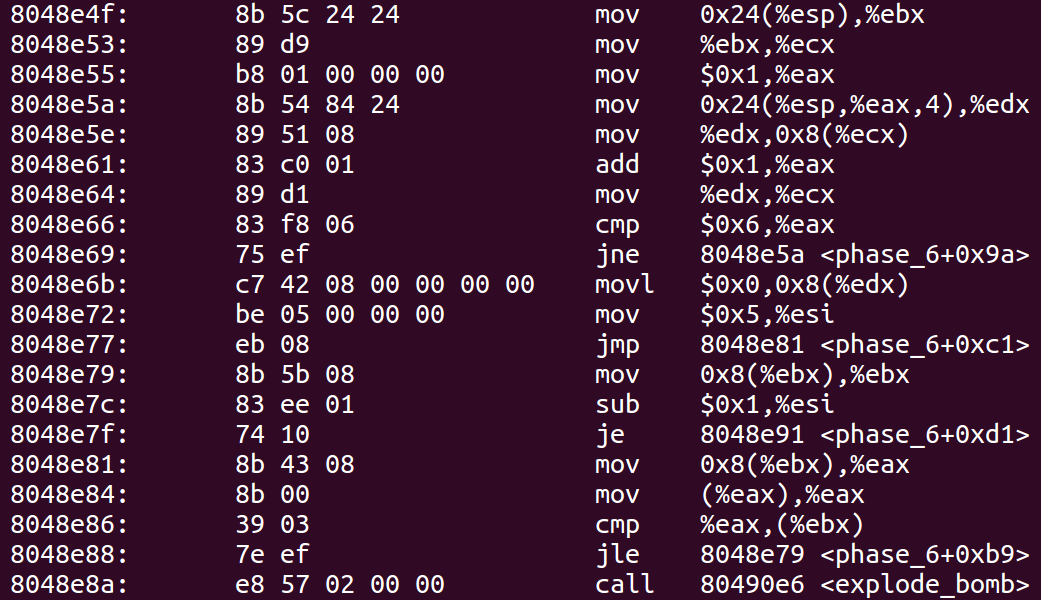 8048e4f: 8b 5c 24 24 mov 0x24(%esp),%ebx
8048e53: 89 d9 mov %ebx,%ecx
8048e55: b8 01 00 00 00 mov $0x1,%eax
8048e5a: 8b 54 84 24 mov 0x24(%esp,%eax,4),%edx
8048e5e: 89 51 08 mov %edx,0x8(%ecx)
8048e61: 83 c0 01 add $0x1,%eax
8048e64: 89 d1 mov %edx,%ecx
8048e66: 83 f8 06 cmp $0x6,%eax
8048e69: 75 ef jne 8048e5a <phase_6+0x9a>
8048e6b: c7 42 08 00 00 00 00 movl $0x0,0x8(%edx)
8048e72: be 05 00 00 00 mov $0x5,%esi
8048e77: eb 08 jmp 8048e81 <phase_6+0xc1>
8048e79: 8b 5b 08 mov 0x8(%ebx),%ebx
8048e7c: 83 ee 01 sub $0x1,%esi
8048e7f: 74 10 je 8048e91 <phase_6+0xd1>
8048e81: 8b 43 08 mov 0x8(%ebx),%eax
8048e84: 8b 00 mov (%eax),%eax
8048e86: 39 03 cmp %eax,(%ebx)
8048e88: 7e ef jle 8048e79 <phase_6+0xb9>
8048e8a: e8 57 02 00 00 call 80490e6 <explode_bomb>